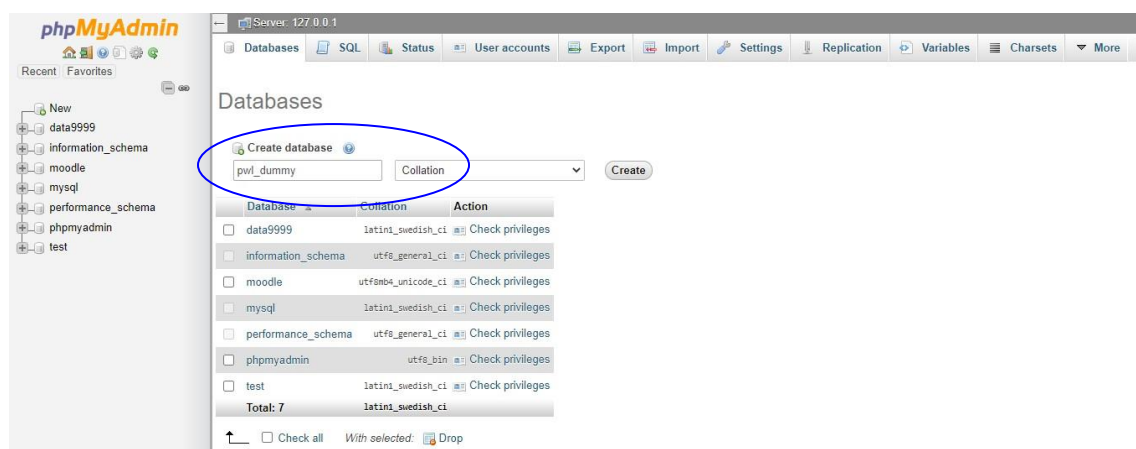 phpMyAdmin
Recent Favorites
New
data9999
information_schema
moodle
mysql
performance_schema
phpmyadmin
test
Server: 127.0.0.1
Databases SQL Status User accounts Export Import Settings Replication Variables Charsets More
Databases
Create database
pwl_dummy Collation Create
Database Collation Action
data9999 latin1_swedish_ci Check privileges
information_schema utf8_general_ci Check privileges
moodle utf8mb4_unicode_ci Check privileges
mysql latin1_swedish_ci Check privileges
performance_schema utf8_general_ci Check privileges
phpmyadmin utf8_bin Check privileges
test latin1_swedish_ci Check privileges
Total: 7 latin1_swedish_ci
Check all With selected: Drop